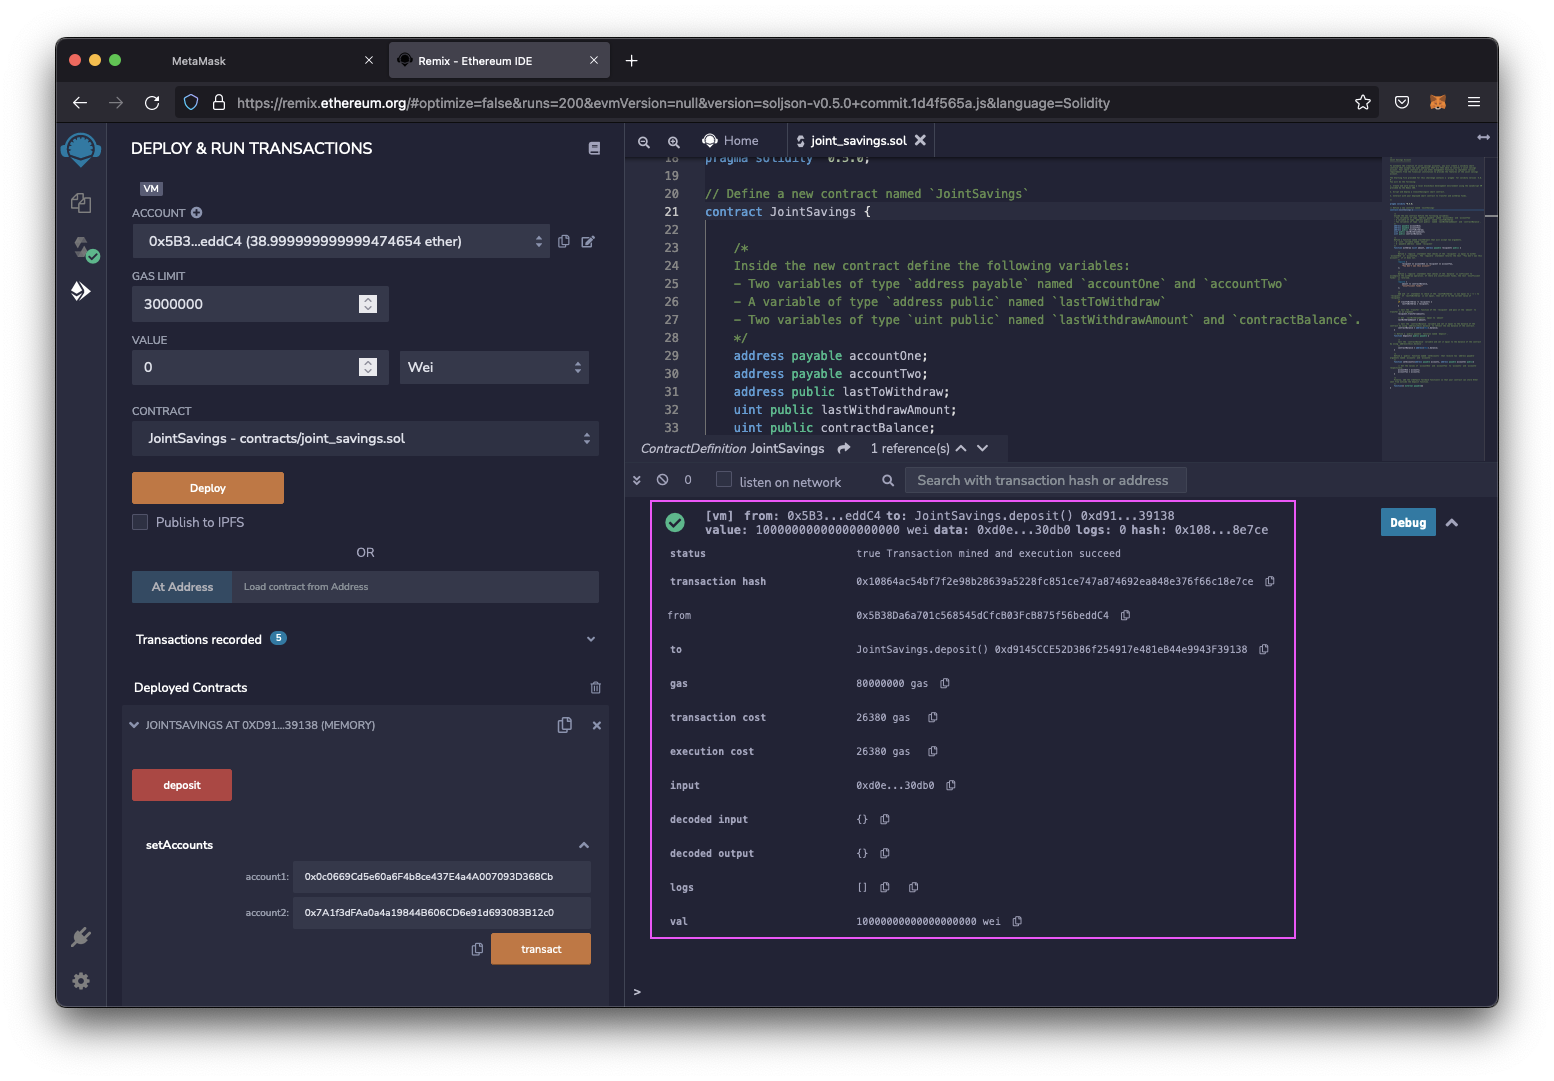 MetaMask
Remix - Ethereum IDE
https://remix.ethereum.org/#optimize=false&runs=200&evmVersion=null&version=soljson-v0.5.0+commit.1d4f565a.js&language=Solidity
DEPLOY & RUN TRANSACTIONS
VM
ACCOUNT
0x5B3...eddC4 (38.999999999999474654 ether)
GAS LIMIT
3000000
VALUE
0
Wei
CONTRACT
JointSavings - contracts/joint_savings.sol
Deploy
Publish to IPFS
OR
At Address
Load contract from Address
Transactions recorded 5
Deployed Contracts
JOINTSAVINGS AT 0XD91...39138 (MEMORY)
deposit
setAccounts
account1: 0x0c0669Cd5e60a6F4b8ce437E4a4A007093D368Cb
account2: 0x7A1f3dFAa0a4a19844B606CD6e91d693083B12c0
transact
Home
joint_savings.sol
18 pragma solidity ^0.5.0;
19
20 // Define a new contract named `JointSavings`
21 contract JointSavings {
22
23 /*
24 Inside the new contract define the following variables:
25 - Two variables of type `address payable` named `accountOne` and `accountTwo`
26 - A variable of type `address public` named `lastToWithdraw`
27 - Two variables of type `uint public` named `lastWithdrawAmount` and `contractBalance`.
28 */
29 address payable accountOne;
30 address payable accountTwo;
31 address public lastToWithdraw;
32 uint public lastWithdrawAmount;
33 uint public contractBalance;
ContractDefinition JointSavings 1 reference(s)
0 listen on network
Search with transaction hash or address
[vm] from: 0x5B3...eddC4 to: JointSavings.deposit() 0xd91...39138
value: 10000000000000000000 wei data: 0xd0e...30db0 logs: 0 hash: 0x108...8e7ce
Debug
status true Transaction mined and execution succeed
transaction hash 0x10864ac54bf7f2e98b28639a5228fc851ce747a874692ea848e376f66c18e7ce
from 0x5B38Da6a701c568545dCfcB03FcB875f56beddC4
to JointSavings.deposit() 0xd9145CCE52D386f254917e481eB44e9943F39138
gas 80000000 gas
transaction cost 26380 gas
execution cost 26380 gas
input 0xd0e...30db0
decoded input {}
decoded output {}
logs []
val 10000000000000000000 wei
>